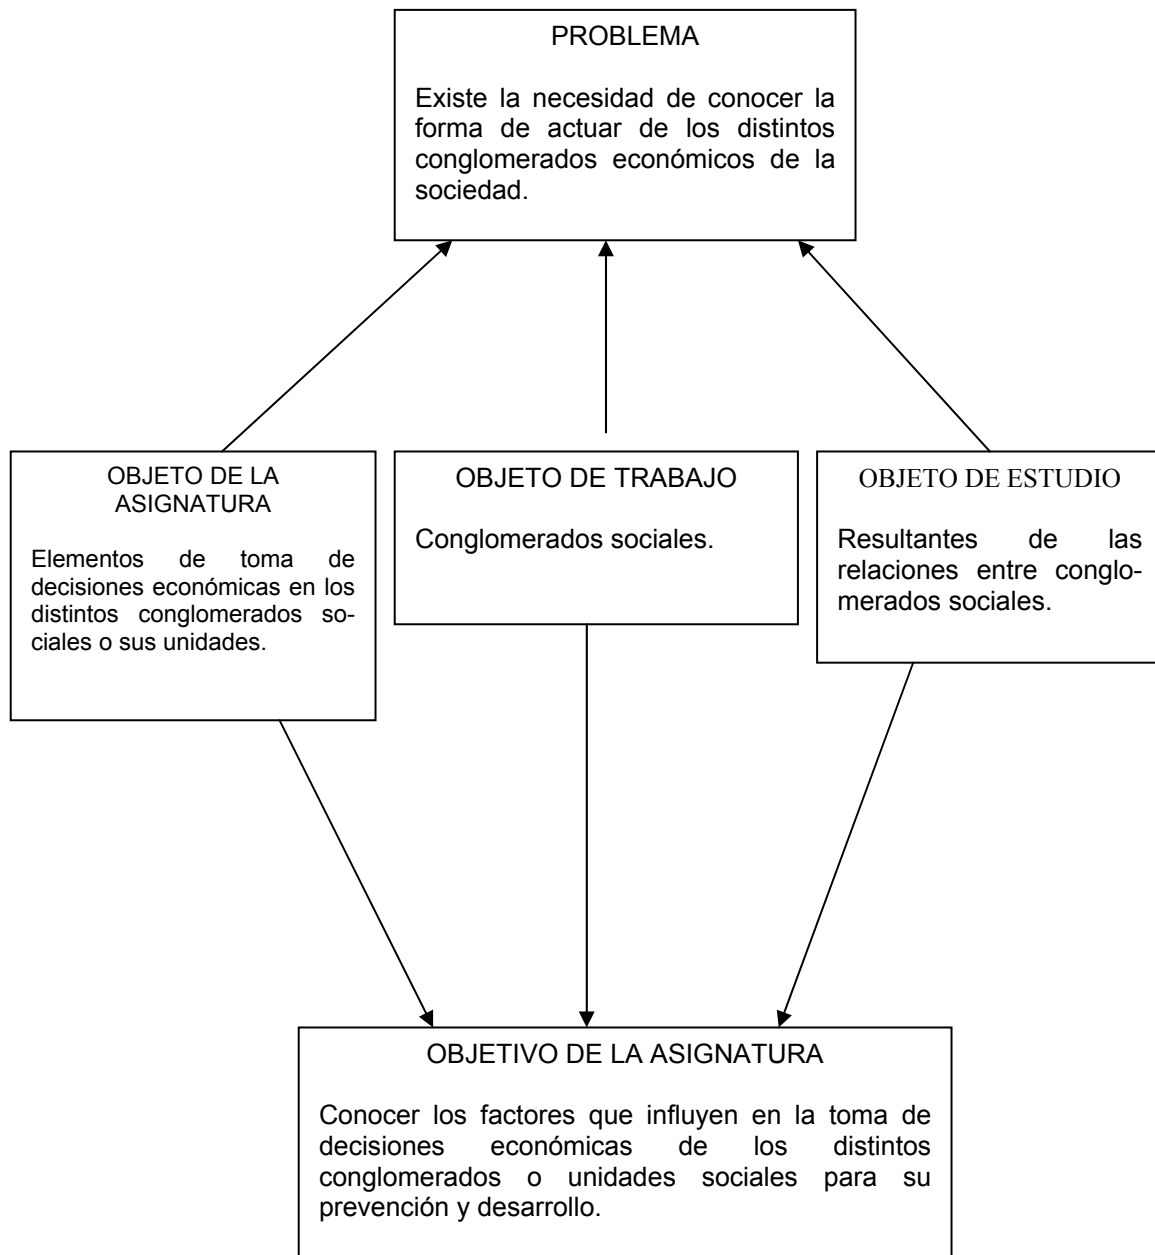 PROBLEMA
Existe la necesidad de conocer la
forma de actuar de los distintos
conglomerados económicos de la
sociedad.
OBJETO DE LA
ASIGNATURA
Elementos de toma de
decisiones económicas en los
distintos conglomerados so-
ciales o sus unidades.
OBJETO DE TRABAJO
Conglomerados sociales.
OBJETO DE ESTUDIO
Resultantes de las
relaciones entre conglo-
merados sociales.
OBJETIVO DE LA ASIGNATURA
Conocer los factores que influyen en la toma de
decisiones económicas de los distintos
conglomerados o unidades sociales para su
prevención y desarrollo.